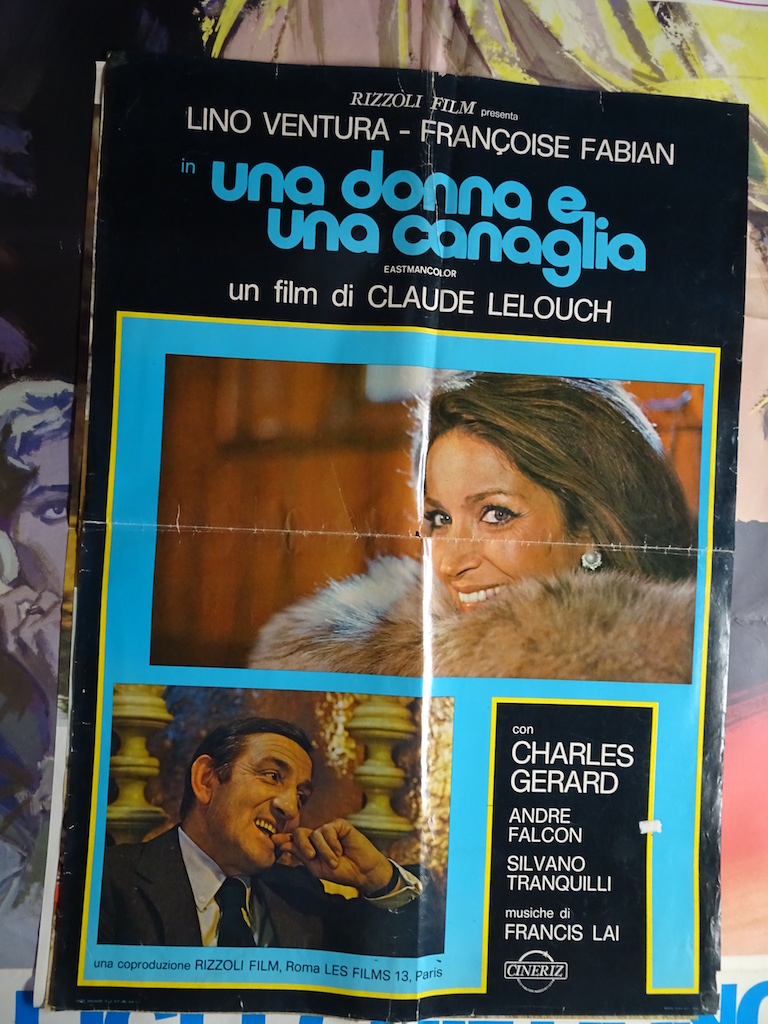 RIZZOLI FILM presenta
LINO VENTURA - FRANÇOISE FABIAN
in una donna e
una canaglia
EASTMANCOLOR
un film di CLAUDE LELOUCH
con
CHARLES
GERARD
ANDRE
FALCON
SILVANO
TRANQUILLI
musiche di
FRANCIS LAI
CINERIZ
una coproduzione RIZZOLI FILM, Roma LES FILMS 13, Paris